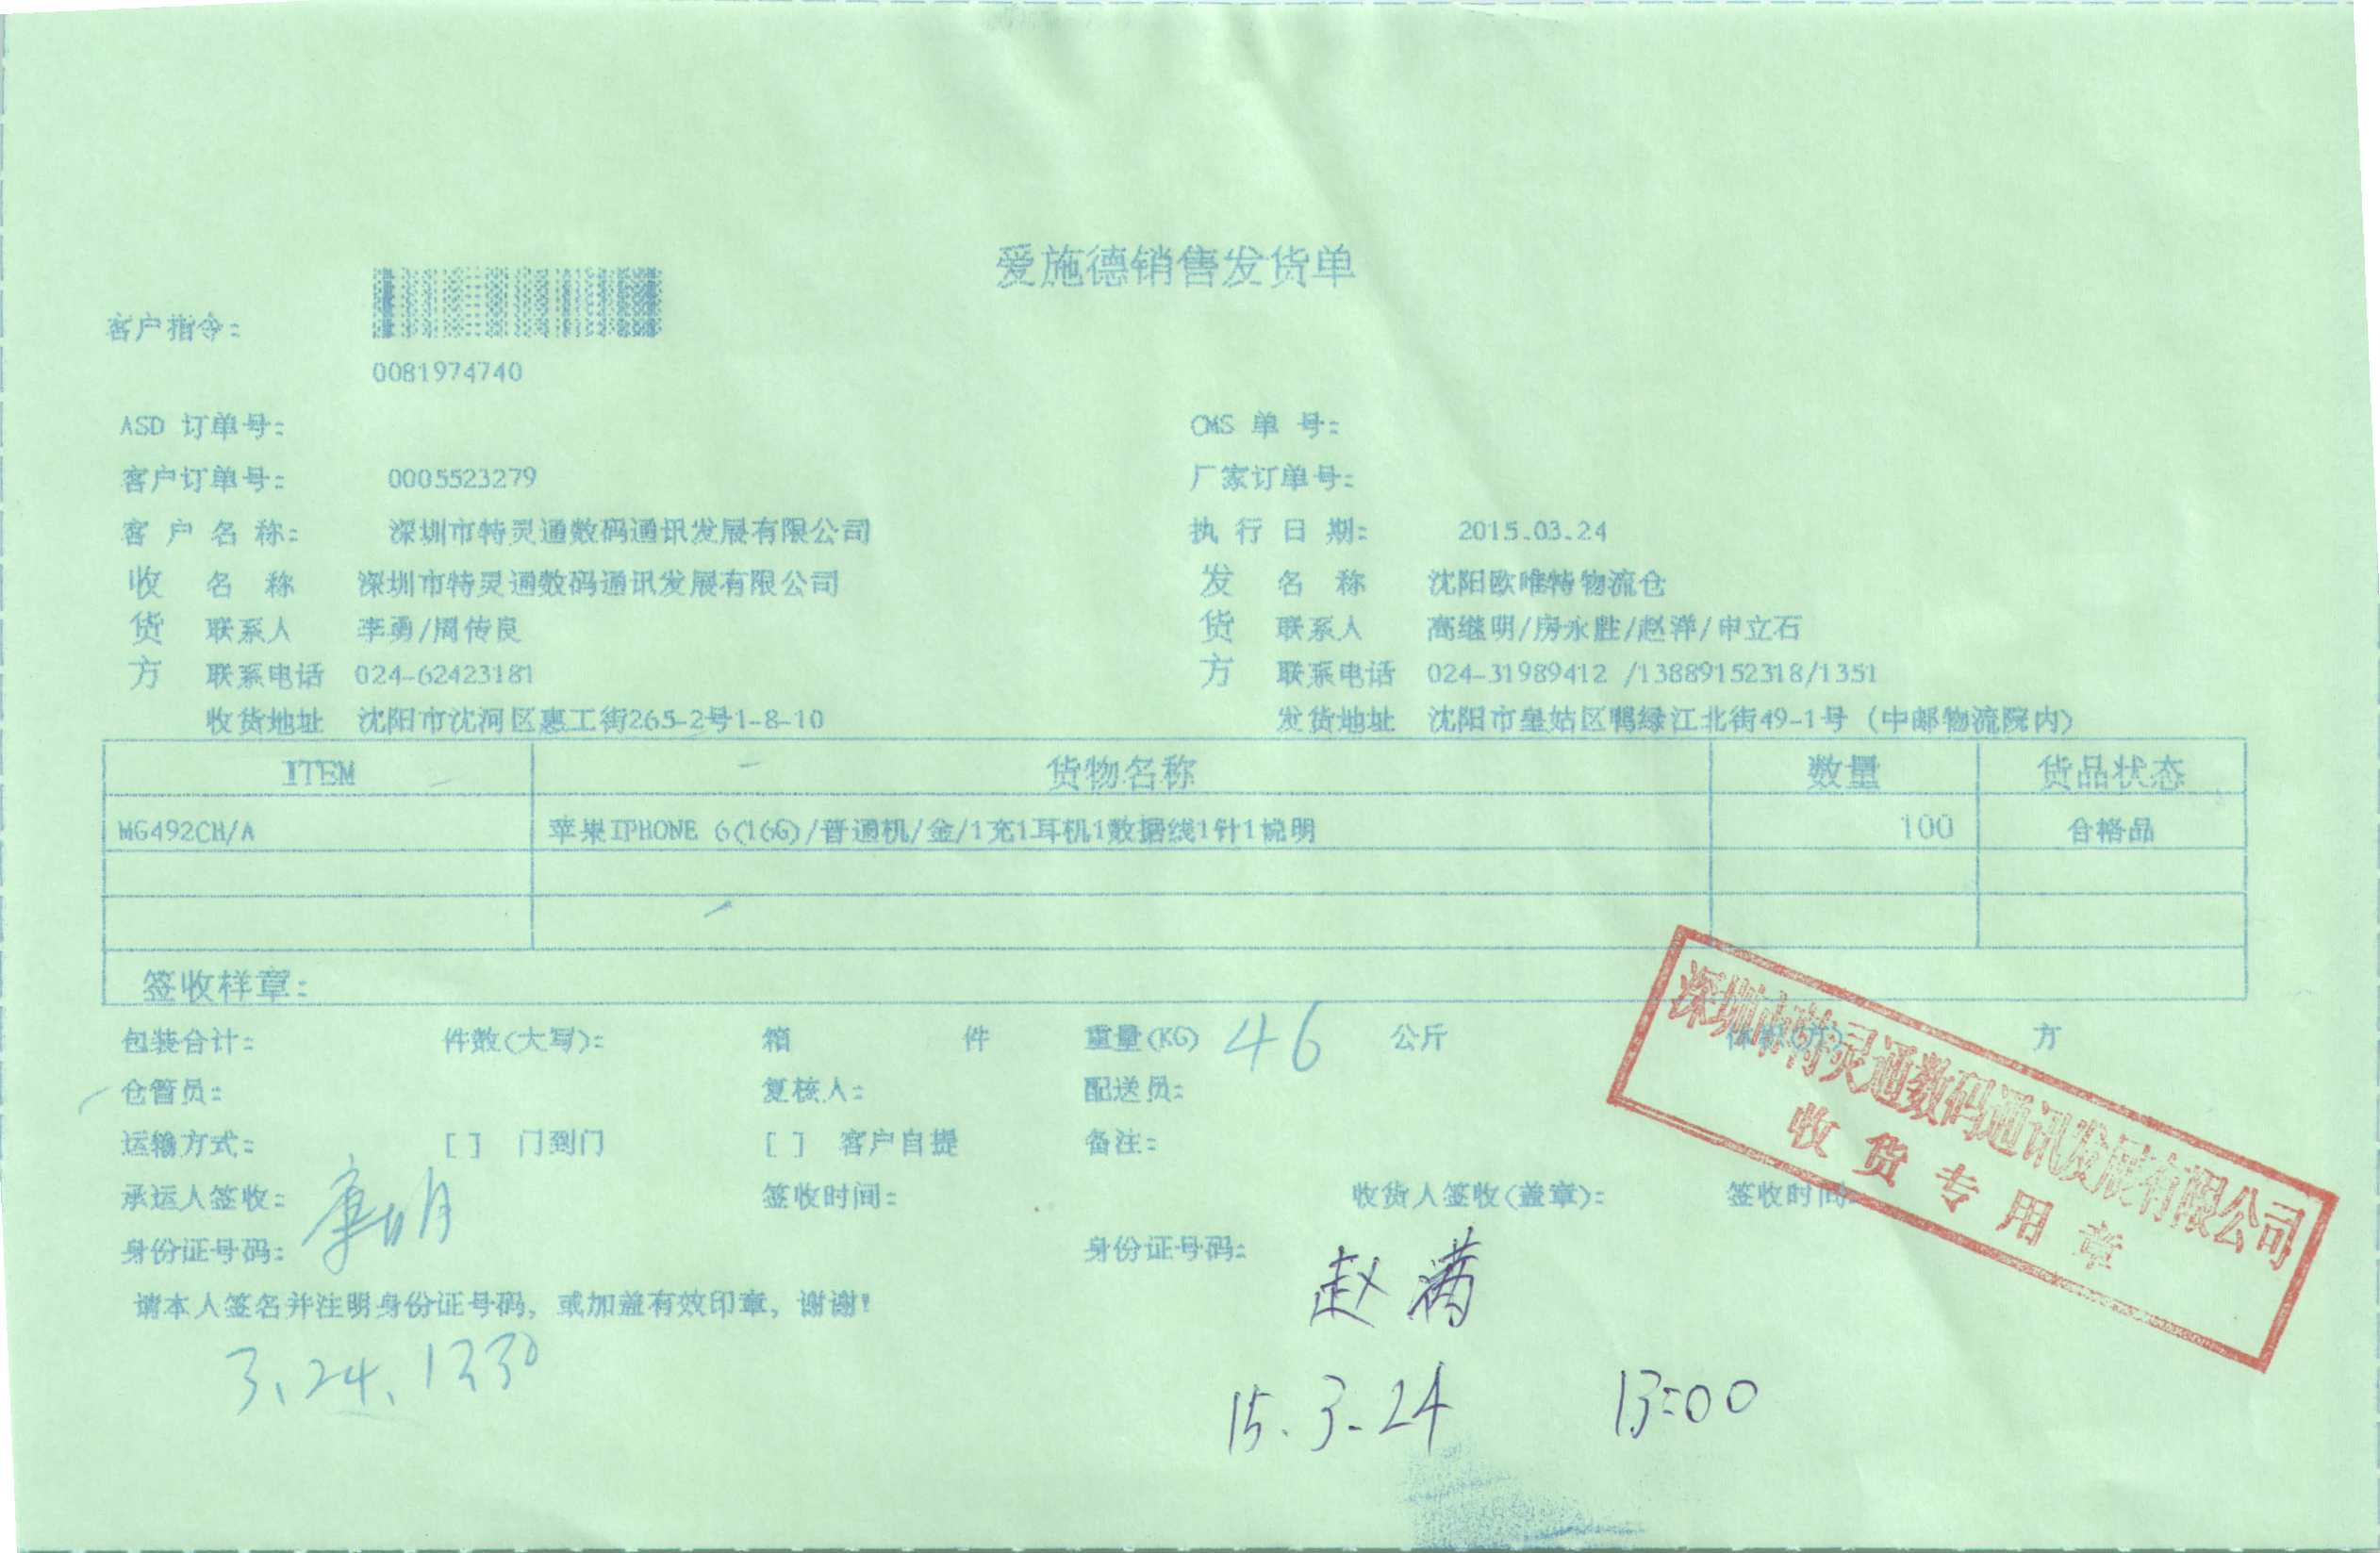 爱施德销售发货单
客户指令:
0081974740
ASD 订单号: CMS 单 号:
客户订单号: 0005523279 厂家订单号:
客 户 名 称: 深圳市特灵通数码通讯发展有限公司 执 行 日 期: 2015.03.24
收 名 称 深圳市特灵通数码通讯发展有限公司 发 名 称 沈阳欧唯特物流仓
货 联系人 李勇/周传良 货 联系人 高继明/房永胜/赵洋/申立石
方 联系电话 024-62423181 方 联系电话 024-31989412 /13889152318/1351
收货地址 沈阳市沈河区惠工街265-2号1-8-10 发货地址 沈阳市皇姑区鸭绿江北街49-1号 (中邮物流院内)
ITEM 货物名称 数量 货品状态
MG492CH/A 苹果IPHONE 6(16G)/普通机/金/1充1耳机1数据线1针1说明 100 合格品
签收样章:
包装合计: 件数(大写): 箱 件 重量(KG) 46 公斤 体积(方) 方
仓管员: 复核人: 配送员:
运输方式: [ ] 门到门 [ ] 客户自提 备注:
承运人签收: 签收时间: 收货人签收(盖章): 签收时间:
身份证号码: 身份证号码:
赵满
请本人签名并注明身份证号码, 或加盖有效印章, 谢谢!
3、24、1330
15.3.24 13:00
深圳市特灵通数码通讯发展有限公司
收货专用章